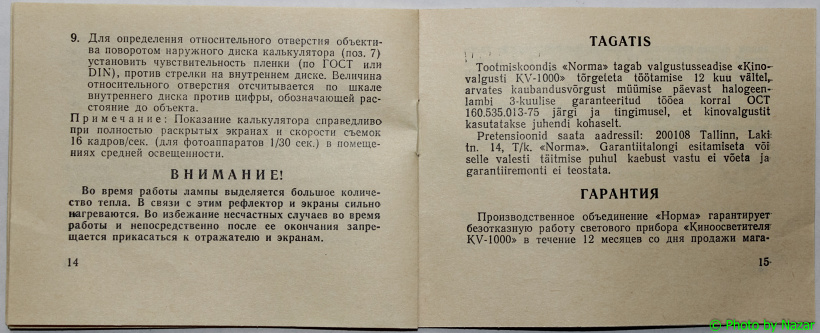 9. Для определения относительного отверстия объекти-
ва поворотом наружного диска калькулятора (поз. 7)
установить чувствительность пленки (по ГОСТ или
DIN), против стрелки на внутреннем диске. Величина
относительного отверстия отсчитывается по шкале
внутреннего диска против цифры, обозначающей рас-
стояние до объекта.
Примечание: Показание калькулятора справедливо
при полностью раскрытых экранах и скорости съемок
16 кадров/сек. (для фотоаппаратов 1/30 сек.) в помеще-
ниях средней освещенности.
ВНИМАНИЕ!
Во время работы лампы выделяется большое количе-
ство тепла. В связи с этим рефлектор и экраны сильно
нагреваются. Во избежание несчастных случаев во время
работы и непосредственно после ее окончания запре-
щается прикасаться к отражателю и экранам.
14
TAGATIS
Tootmiskoondis «Norma» tagab valgustusseadise «Kino-
valgusti KV-1000» tõrgeteta töötamise 12 kuu vältel,
arvates kaubandusvõrgust müümise päevast halogeen-
lambi 3-kuulise garanteeritud tööea korral OCT
160.535.013-75 järgi ja tingimusel, et kinovalgustit
kasutatakse juhendi kohaselt.
Pretensioonid saata aadressil: 200108 Tallinn, Laki
tn. 14, T/k. «Norma». Garantiitalongi esitamiseta või
selle valesti täitmise puhul kaebust vastu ei võeta ja
garantiiremonti ei teostata.
ГАРАНТИЯ
Производственное объединение «Норма» гарантирует
безотказную работу светового прибора «Киноосветителя
KV-1000» в течение 12 месяцев со дня продажи мага-
15
© Photo by Nazar